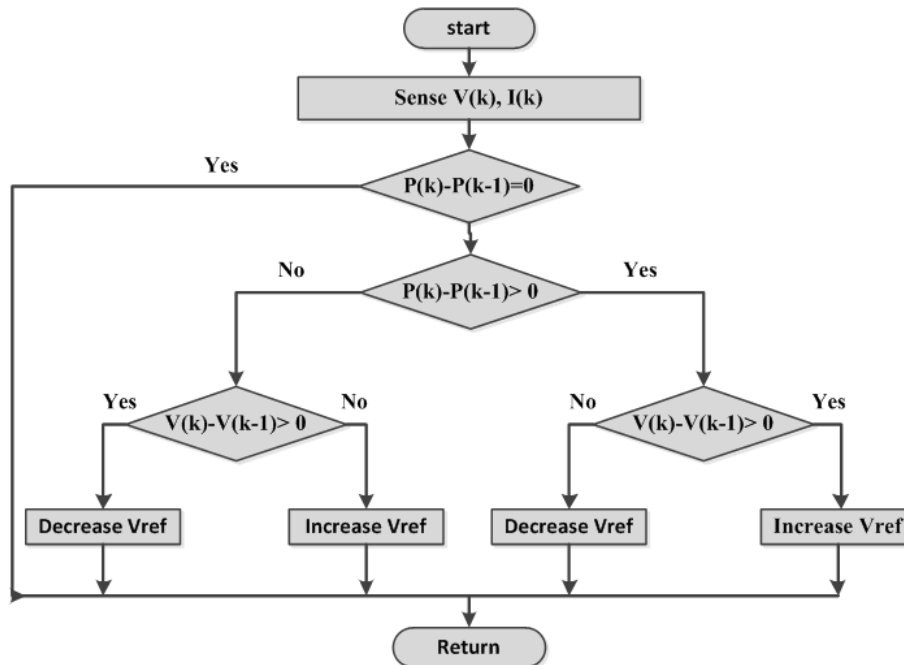 start
Sense V(k), I(k)
Yes
P(k)-P(k-1)=0
No
Yes
P(k)-P(k-1)> 0
Yes
No
No
Yes
V(k)-V(k-1)> 0
V(k)-V(k-1)> 0
Decrease Vref
Increase Vref
Decrease Vref
Increase Vref
Return